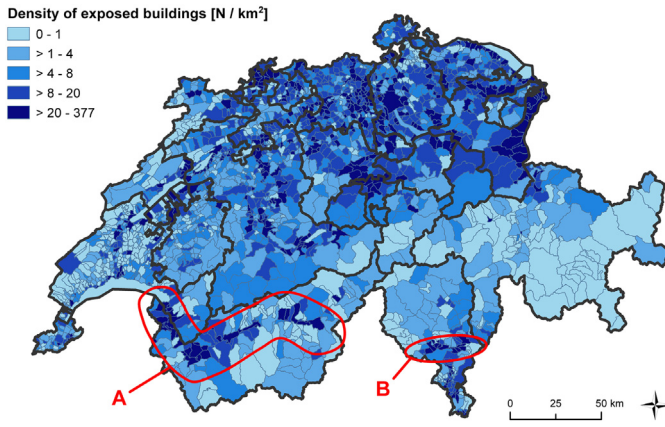 Density of exposed buildings [N / km²]
0 - 1
> 1 - 4
> 4 - 8
> 8 - 20
> 20 - 377
A
B
0 25 50 km